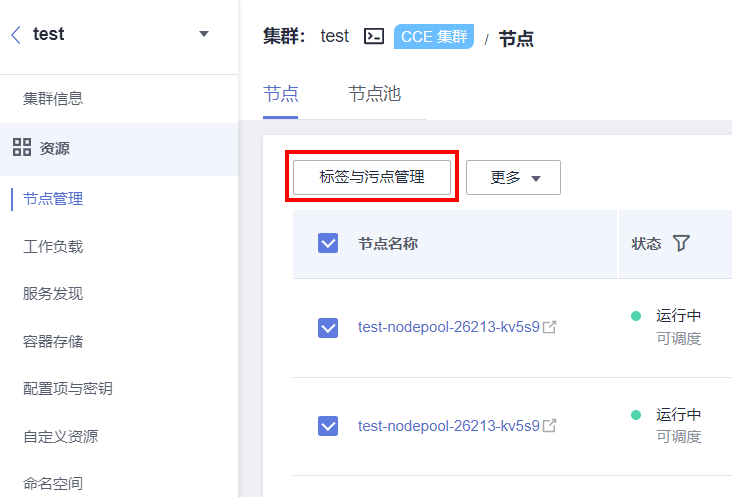 test
集群信息
资源
节点管理
工作负载
服务发现
容器存储
配置项与密钥
自定义资源
命名空间
集群： test CCE 集群 / 节点
节点 节点池
标签与污点管理 更多
节点名称 状态
test-nodepool-26213-kv5s9 运行中
可调度
test-nodepool-26213-kv5s9 运行中
可调度